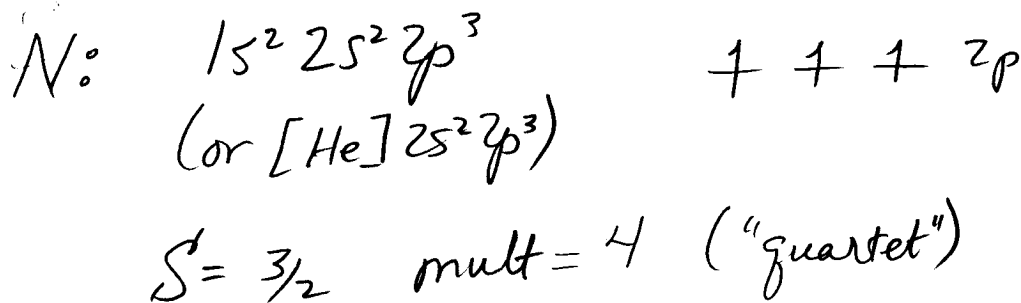 N: 1s² 2s² 2p³ ↿ ↿ ↿ 2p
(or [He] 2s² 2p³)
S = 3/2 mult = 4 ("quartet")